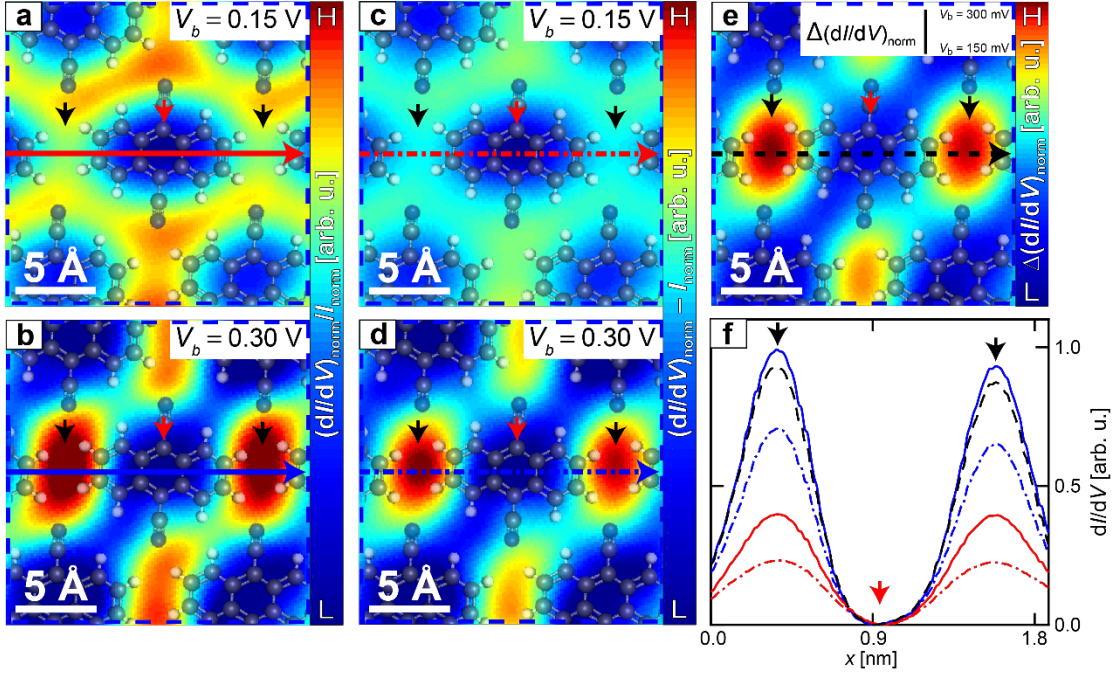 a
V_b = 0.15 V
5 Å
b
V_b = 0.30 V
5 Å
H
(dI/dV)_norm/I_norm [arb. u.]
L
c
V_b = 0.15 V
5 Å
d
V_b = 0.30 V
5 Å
(dI/dV)_norm − I_norm [arb. u.]
e
Δ(dI/dV)_norm
V_b = 300 mV
V_b = 150 mV
5 Å
H
Δ(dI/dV)_norm [arb. u.]
L
f
1.0
0.5
0.0
dI/dV [arb. u.]
0.0
0.9
1.8
x [nm]